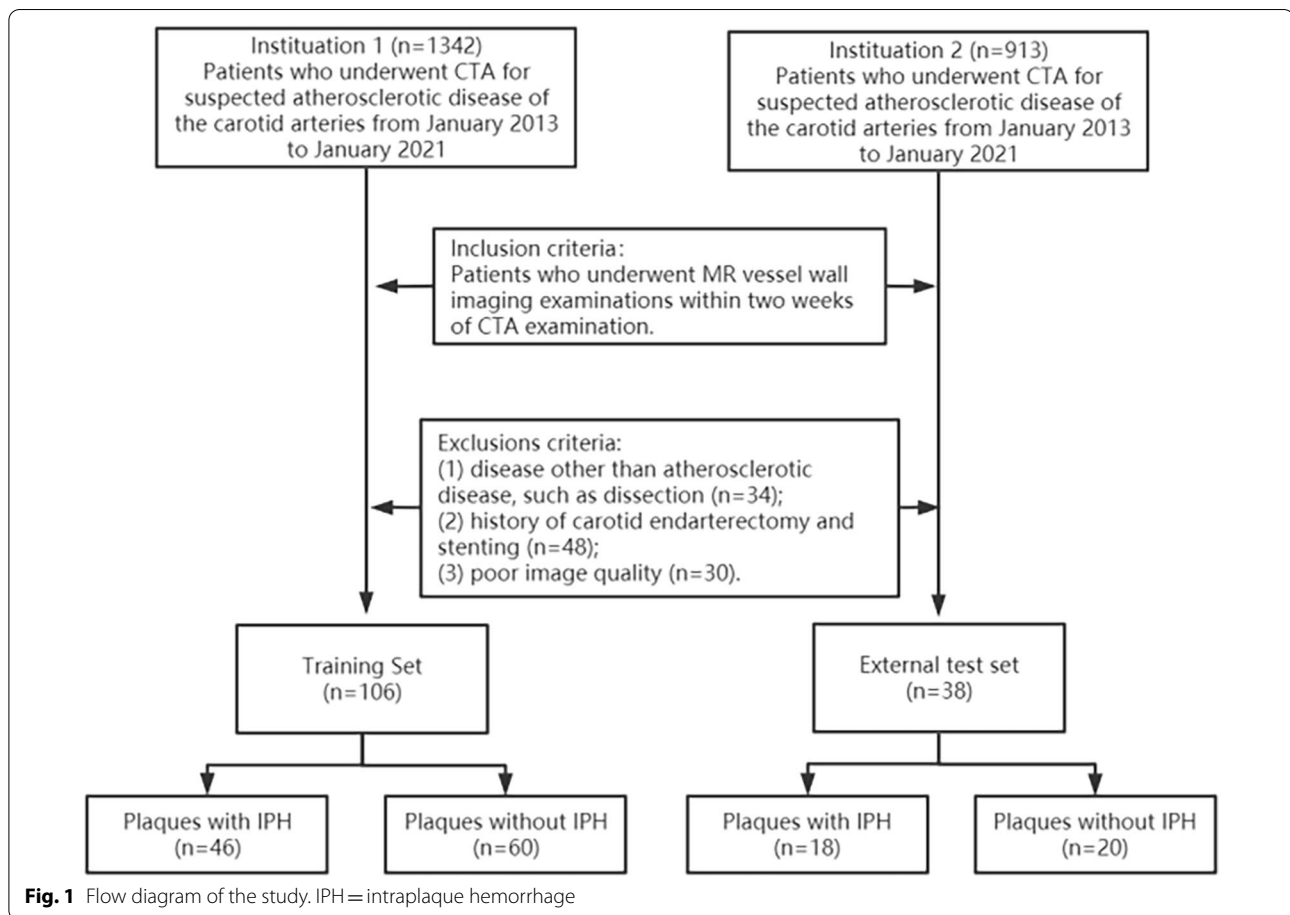 Instituation 1 (n=1342)
Patients who underwent CTA for
suspected atherosclerotic disease of
the carotid arteries from January 2013
to January 2021
Instituation 2 (n=913)
Patients who underwent CTA for
suspected atherosclerotic disease of
the carotid arteries from January 2013
to January 2021
Inclusion criteria:
Patients who underwent MR vessel wall
imaging examinations within two weeks
of CTA examination.
Exclusions criteria:
(1) disease other than atherosclerotic
disease, such as dissection (n=34);
(2) history of carotid endarterectomy and
stenting (n=48);
(3) poor image quality (n=30).
Training Set
(n=106)
External test set
(n=38)
Plaques with IPH
(n=46)
Plaques without IPH
(n=60)
Plaques with IPH
(n=18)
Plaques without IPH
(n=20)
Fig. 1 Flow diagram of the study. IPH = intraplaque hemorrhage